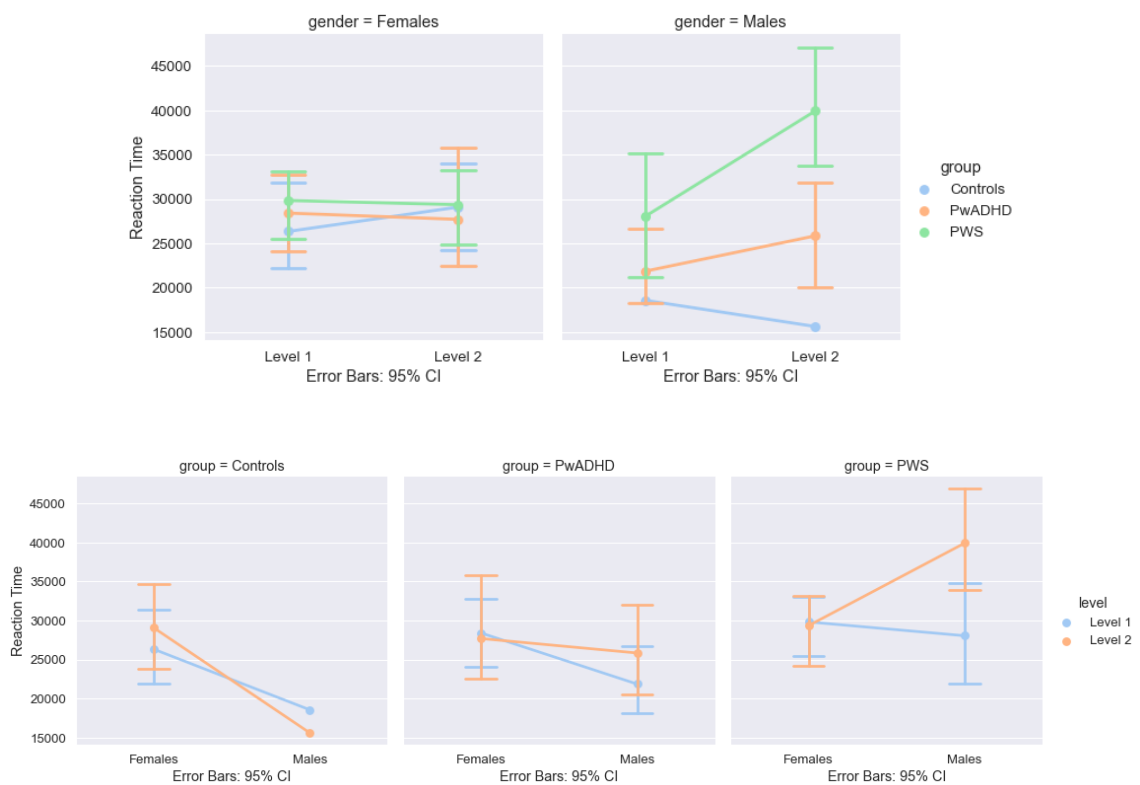 gender = Females
gender = Males
45000
40000
35000
30000
25000
20000
15000
Reaction Time
Level 1
Level 2
Level 1
Level 2
Error Bars: 95% CI
Error Bars: 95% CI
group
Controls
PwADHD
PWS
group = Controls
group = PwADHD
group = PWS
45000
40000
35000
30000
25000
20000
15000
Reaction Time
Females
Males
Females
Males
Females
Males
Error Bars: 95% CI
Error Bars: 95% CI
Error Bars: 95% CI
level
Level 1
Level 2